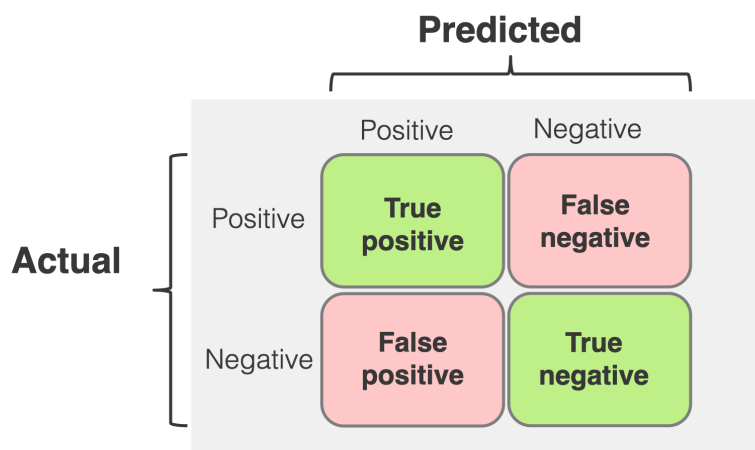 Predicted
Positive Negative
Positive
True
positive
False
negative
Actual
Negative
False
positive
True
negative